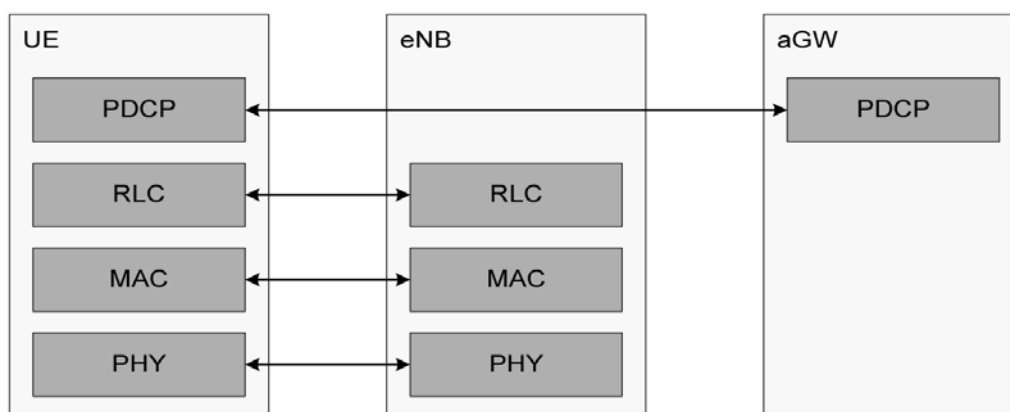 UE
eNB
aGW
PDCP
PDCP
RLC
RLC
MAC
MAC
PHY
PHY